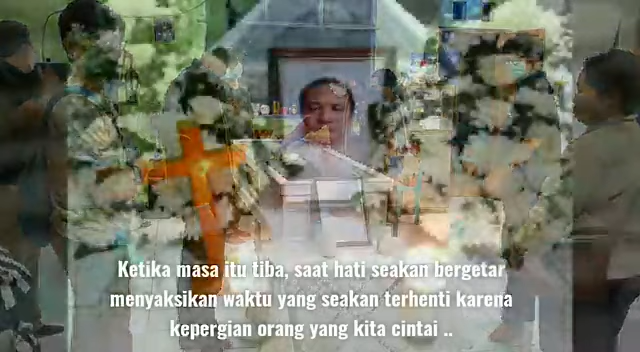 Ketika masa itu tiba, saat hati seakan bergetar
menyaksikan waktu yang seakan terhenti karena
kepergian orang yang kita cintai ..